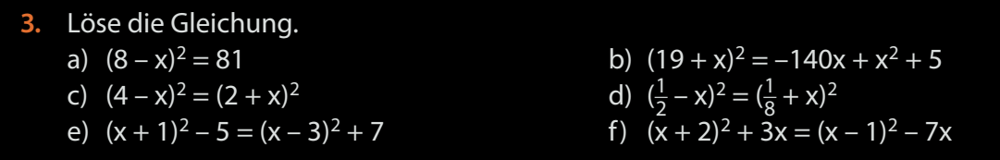 3. Löse die Gleichung.
a) (8 – x)² = 81 b) (19 + x)² = –140x + x² + 5
c) (4 – x)² = (2 + x)² d) (1/2 – x)² = (1/8 + x)²
e) (x + 1)² – 5 = (x – 3)² + 7 f) (x + 2)² + 3x = (x – 1)² – 7x